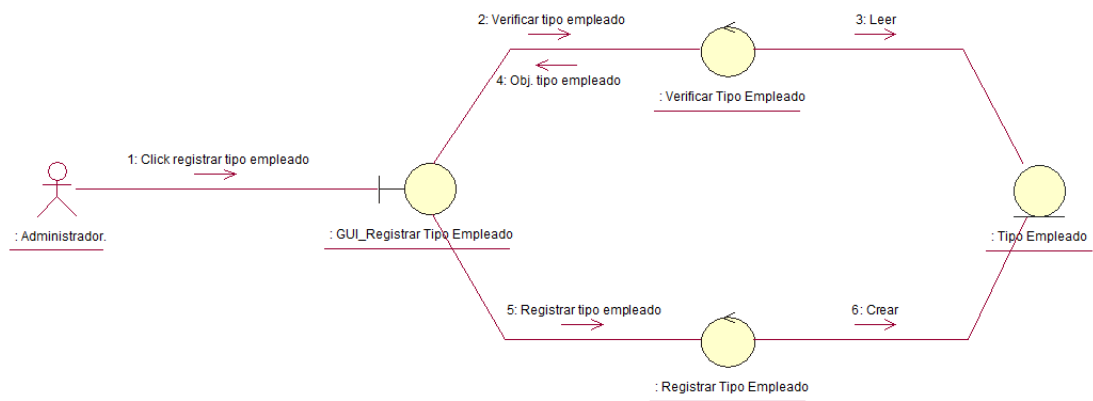 2: Verificar tipo empleado
3: Leer
4: Obj. tipo empleado
: Verificar Tipo Empleado
1: Click registrar tipo empleado
: Administrador.
: GUI_Registrar Tipo Empleado
: Tipo Empleado
5: Registrar tipo empleado
6: Crear
: Registrar Tipo Empleado